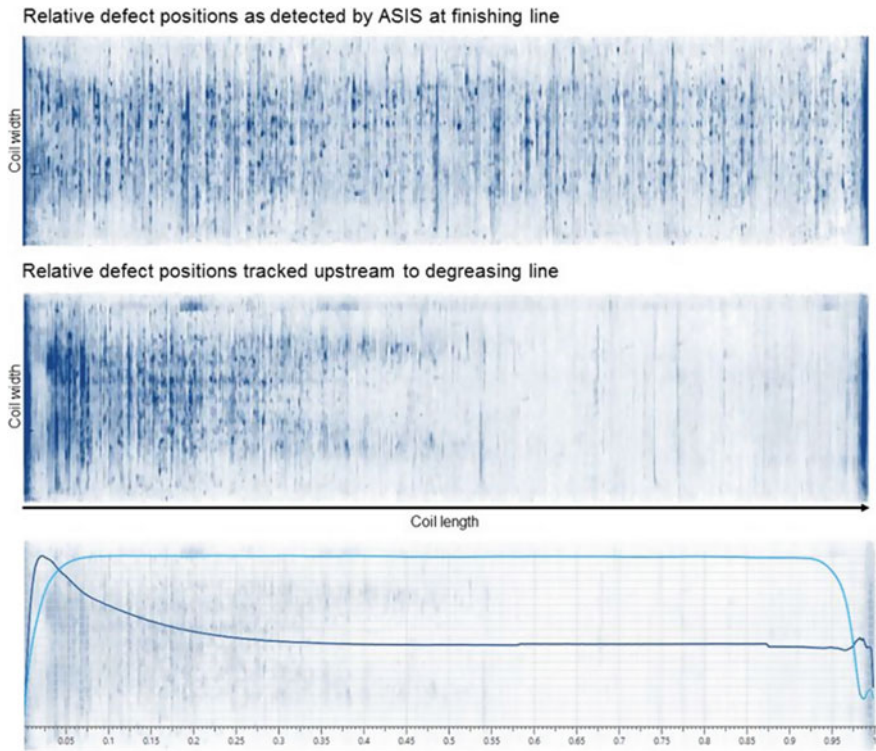 Relative defect positions as detected by ASIS at finishing line
Coil width
Relative defect positions tracked upstream to degreasing line
Coil width
Coil length
0.05 0.1 0.15 0.2 0.25 0.3 0.35 0.4 0.45 0.5 0.55 0.6 0.65 0.7 0.75 0.8 0.85 0.9 0.95 1